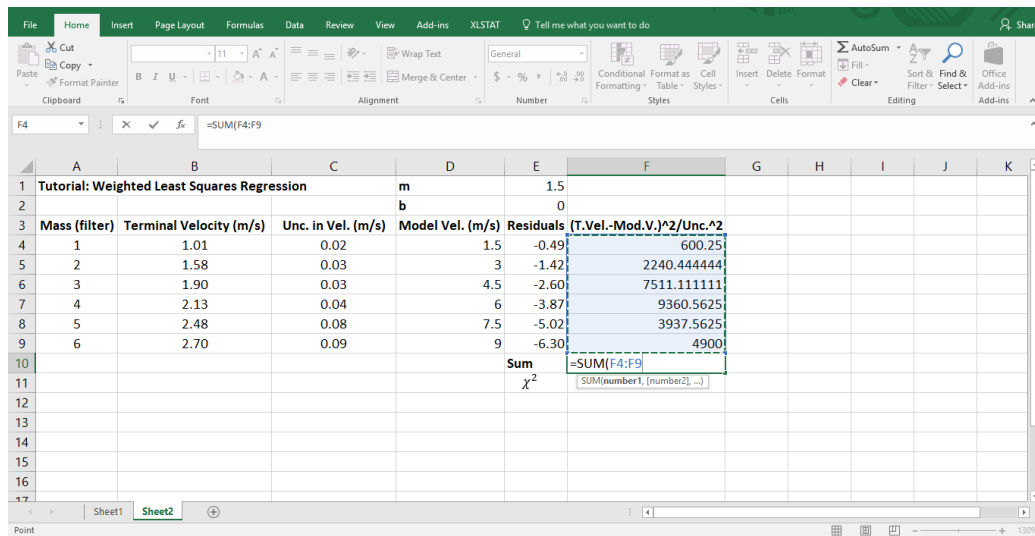 File Home Insert Page Layout Formulas Data Review View Add-ins XLSTAT Tell me what you want to do Shar
Cut
Copy
Format Painter
Paste
11 A A
B I U A
Wrap Text
Merge & Center
General
$ % , .0 .00
Conditional Formatting
Format as Table
Cell Styles
Insert Delete Format
AutoSum
Fill
Clear
Sort & Filter
Find & Select
Office Add-ins
Clipboard Font Alignment Number Styles Cells Editing Add-ins
F4 fx =SUM(F4:F9
A B C D E F G H I J K
1 Tutorial: Weighted Least Squares Regression m 1.5
2 b 0
3 Mass (filter) Terminal Velocity (m/s) Unc. in Vel. (m/s) Model Vel. (m/s) Residuals (T.Vel.-Mod.V.)^2/Unc.^2
4 1 1.01 0.02 1.5 -0.49 600.25
5 2 1.58 0.03 3 -1.42 2240.444444
6 3 1.90 0.03 4.5 -2.60 7511.111111
7 4 2.13 0.04 6 -3.87 9360.5625
8 5 2.48 0.08 7.5 -5.02 3937.5625
9 6 2.70 0.09 9 -6.30 4900
10 Sum =SUM(F4:F9
11 χ² SUM(number1, [number2], ...)
12
13
14
15
16
17
Sheet1 Sheet2
Point 130%